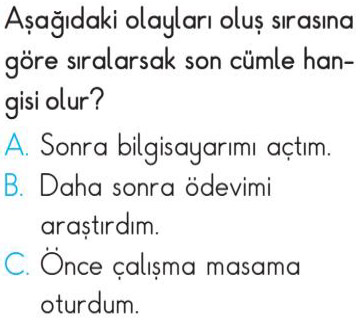 Aşağıdaki olayları oluş sırasına
göre sıralarsak son cümle han-
gisi olur?
A. Sonra bilgisayarımı açtım.
B. Daha sonra ödevimi
araştırdım.
C. Önce çalışma masama
oturdum.